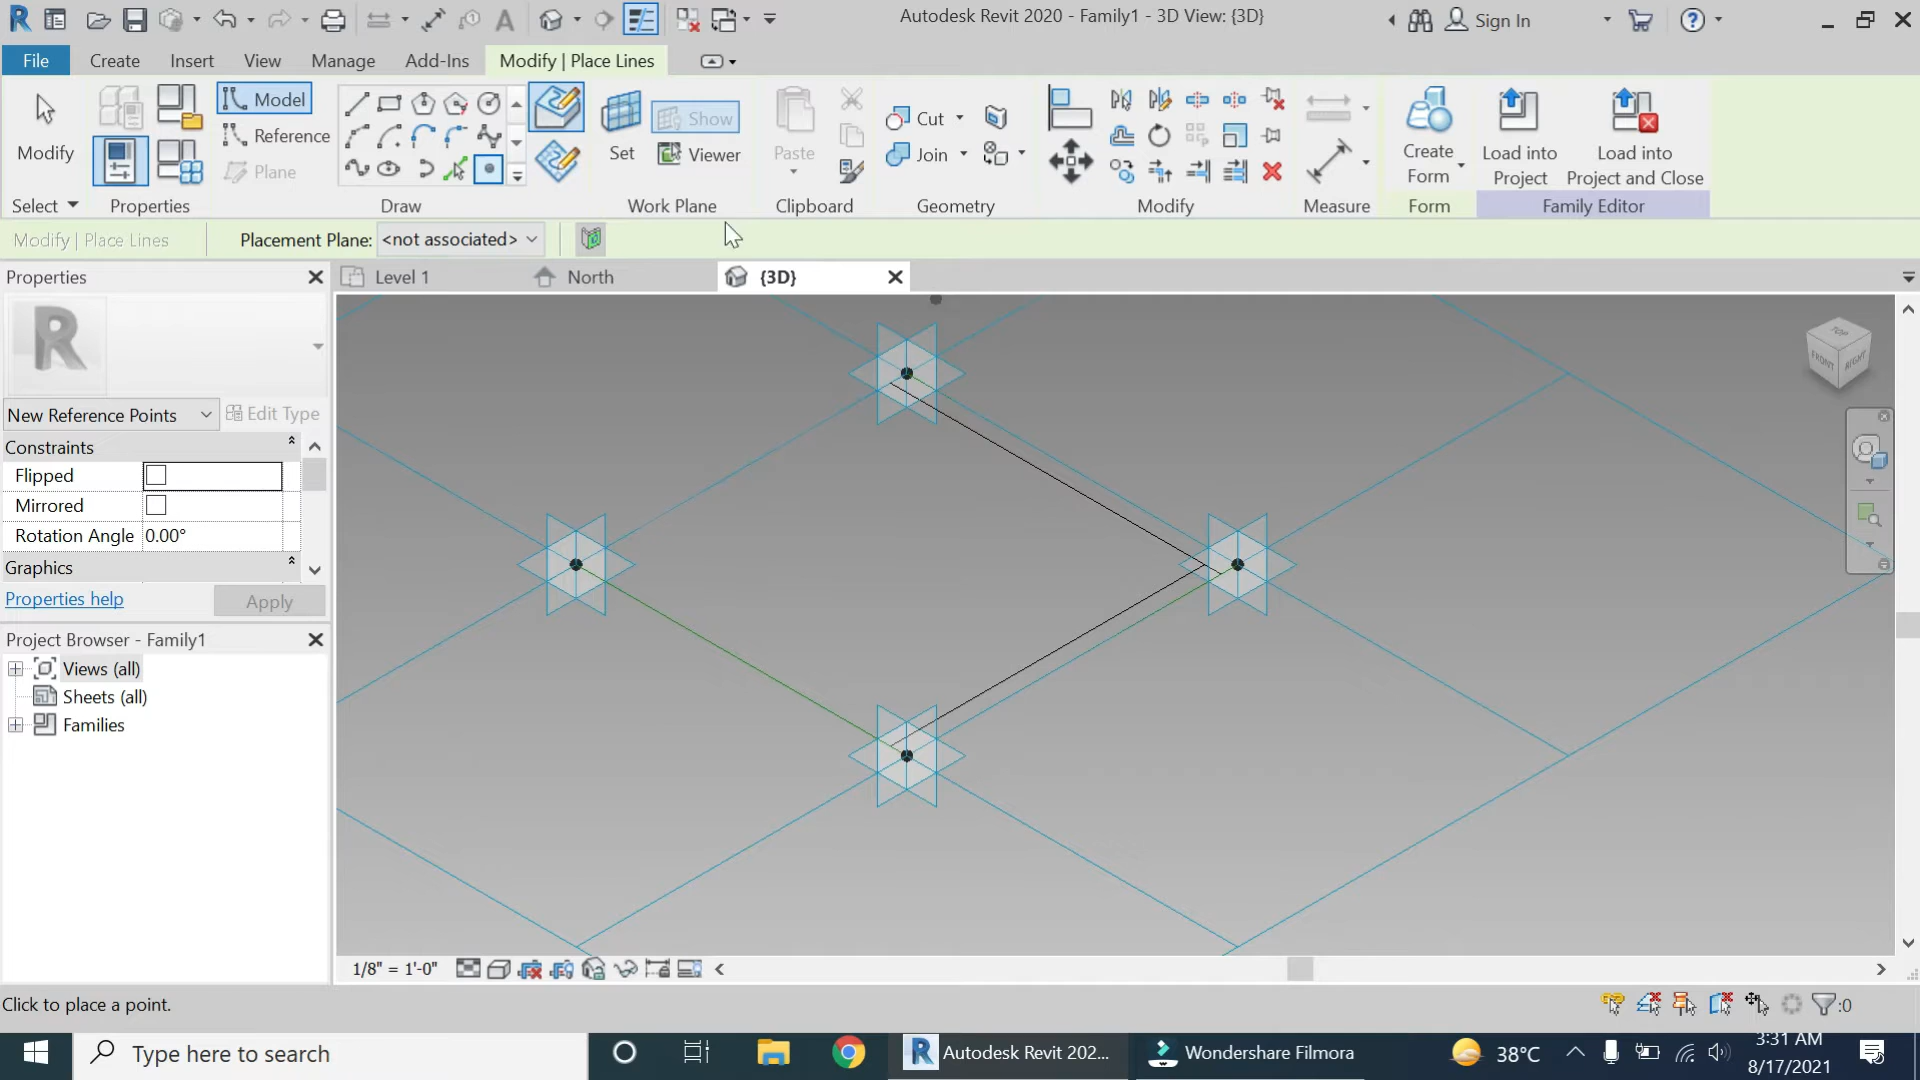 Autodesk Revit 2020 - Family1 - 3D View: {3D}
Sign In
File
Create
Insert
View
Manage
Add-Ins
Modify | Place Lines
Modify
Model
Reference
Plane
Set
Show
Viewer
Paste
Cut
Join
Create
Form
Load into
Project
Load into
Project and Close
Select
Properties
Draw
Work Plane
Clipboard
Geometry
Modify
Measure
Form
Family Editor
Modify | Place Lines
Placement Plane: <not associated>
Properties
Level 1
North
{3D}
R
New Reference Points
Edit Type
Constraints
Flipped
Mirrored
Rotation Angle 0.00°
Graphics
Properties help
Apply
Project Browser - Family1
Views (all)
Sheets (all)
Families
TOP
FRONT
RIGHT
1/8" = 1'-0"
Click to place a point.
:0
Type here to search
Autodesk Revit 202...
Wondershare Filmora
38°C
3:31 AM
8/17/2021